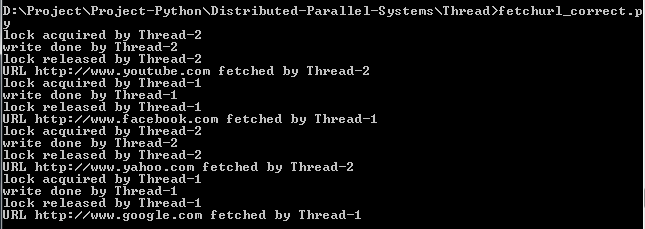 D:\Project\Project-Python\Distributed-Parallel-Systems\Thread>fetchurl_correct.p
y
lock acquired by Thread-2
write done by Thread-2
lock released by Thread-2
URL http://www.youtube.com fetched by Thread-2
lock acquired by Thread-1
write done by Thread-1
lock released by Thread-1
URL http://www.facebook.com fetched by Thread-1
lock acquired by Thread-2
write done by Thread-2
lock released by Thread-2
URL http://www.yahoo.com fetched by Thread-2
lock acquired by Thread-1
write done by Thread-1
lock released by Thread-1
URL http://www.google.com fetched by Thread-1